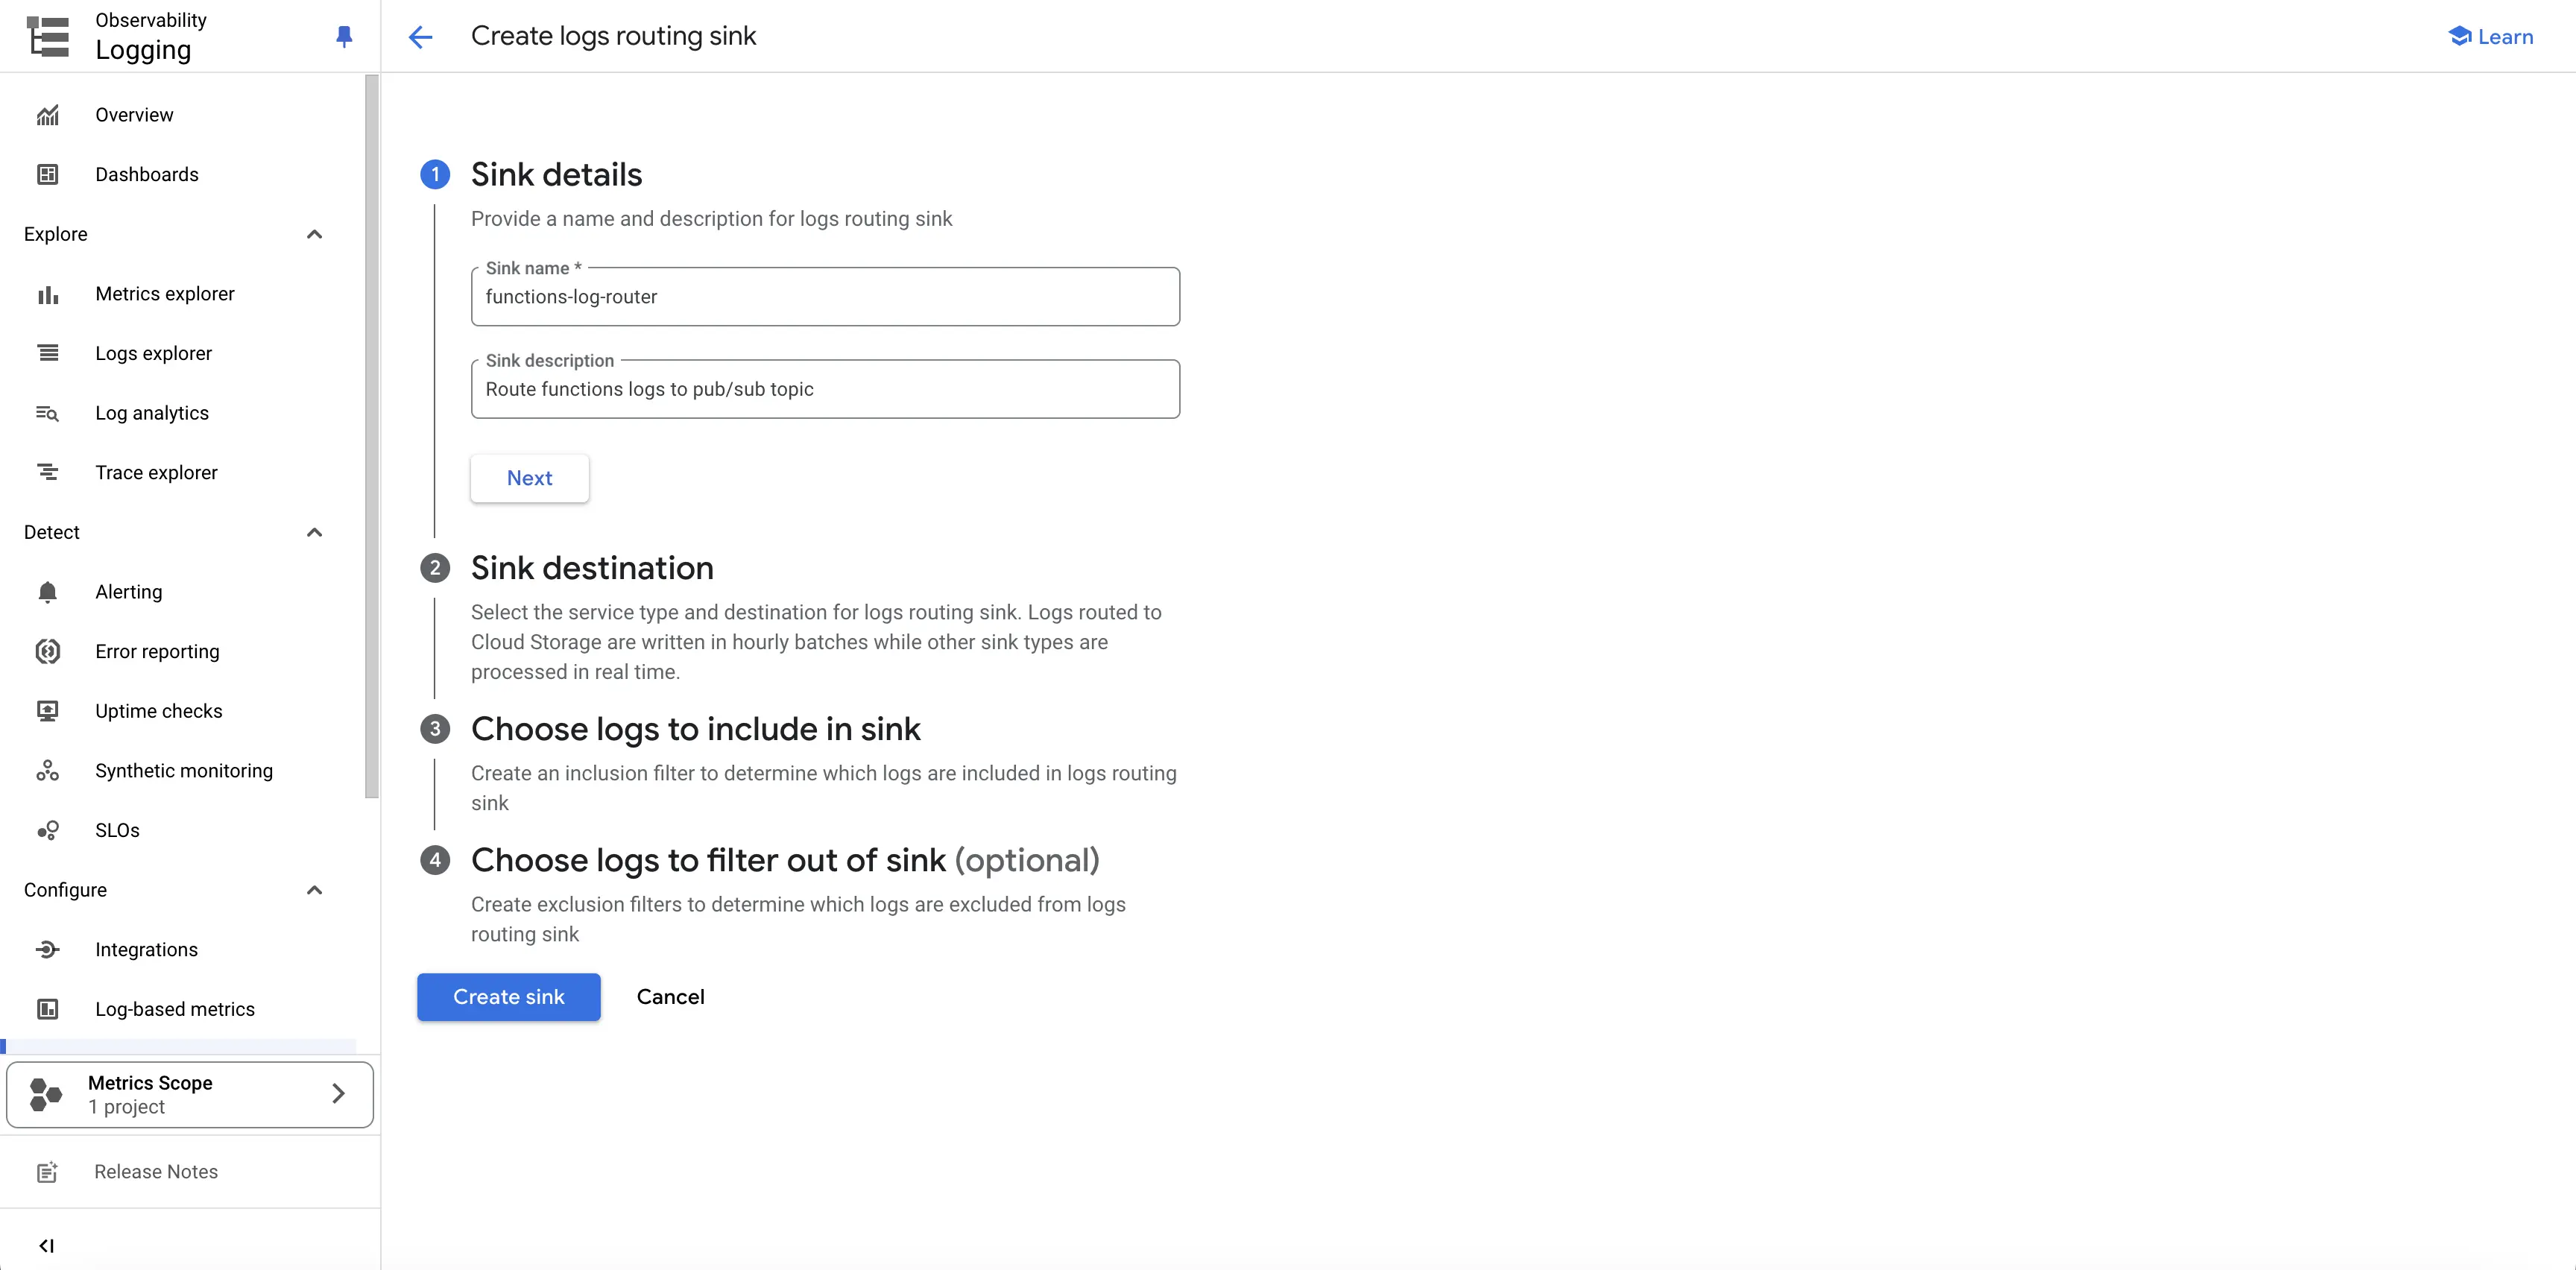 Observability
Logging
Create logs routing sink
Learn
Overview
Dashboards
Explore
Metrics explorer
Logs explorer
Log analytics
Trace explorer
Detect
Alerting
Error reporting
Uptime checks
Synthetic monitoring
SLOs
Configure
Integrations
Log-based metrics
Metrics Scope
1 project
Release Notes
1
Sink details
Provide a name and description for logs routing sink
Sink name *
functions-log-router
Sink description
Route functions logs to pub/sub topic
Next
2
Sink destination
Select the service type and destination for logs routing sink. Logs routed to
Cloud Storage are written in hourly batches while other sink types are
processed in real time.
3
Choose logs to include in sink
Create an inclusion filter to determine which logs are included in logs routing
sink
4
Choose logs to filter out of sink (optional)
Create exclusion filters to determine which logs are excluded from logs
routing sink
Create sink
Cancel